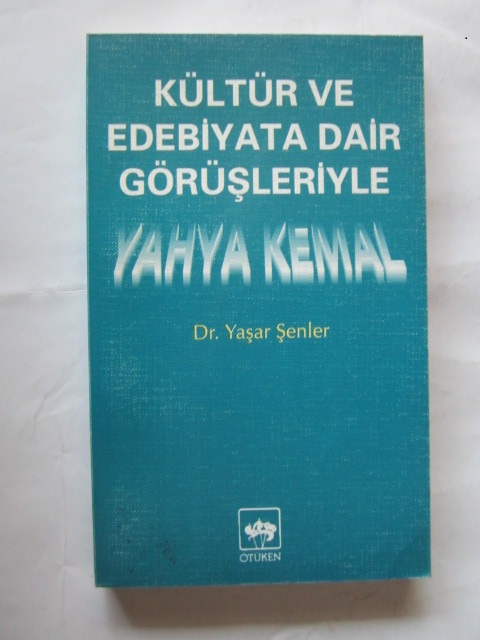 KÜLTÜR VE
EDEBİYATA DAİR
GÖRÜŞLERİYLE
YAHYA KEMAL
Dr. Yaşar Şenler
ÖTÜKEN